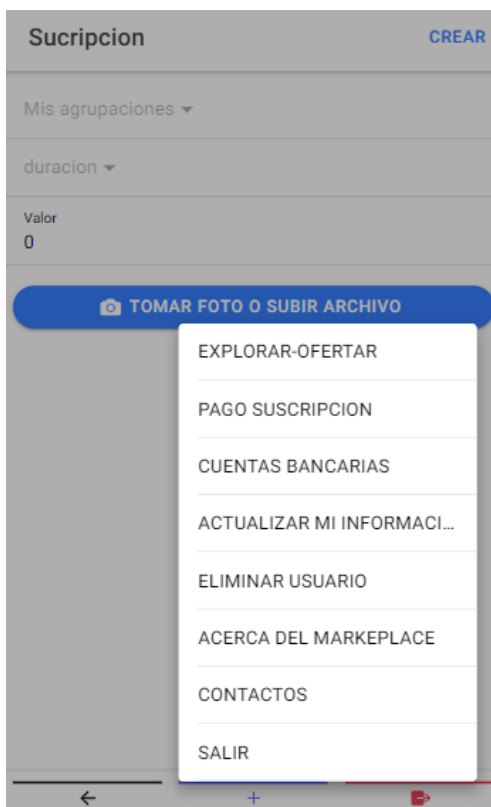 Sucripcion
CREAR
Mis agrupaciones
duracion
Valor
0
TOMAR FOTO O SUBIR ARCHIVO
EXPLORAR-OFERTAR
PAGO SUSCRIPCION
CUENTAS BANCARIAS
ACTUALIZAR MI INFORMACI...
ELIMINAR USUARIO
ACERCA DEL MARKEPLACE
CONTACTOS
SALIR